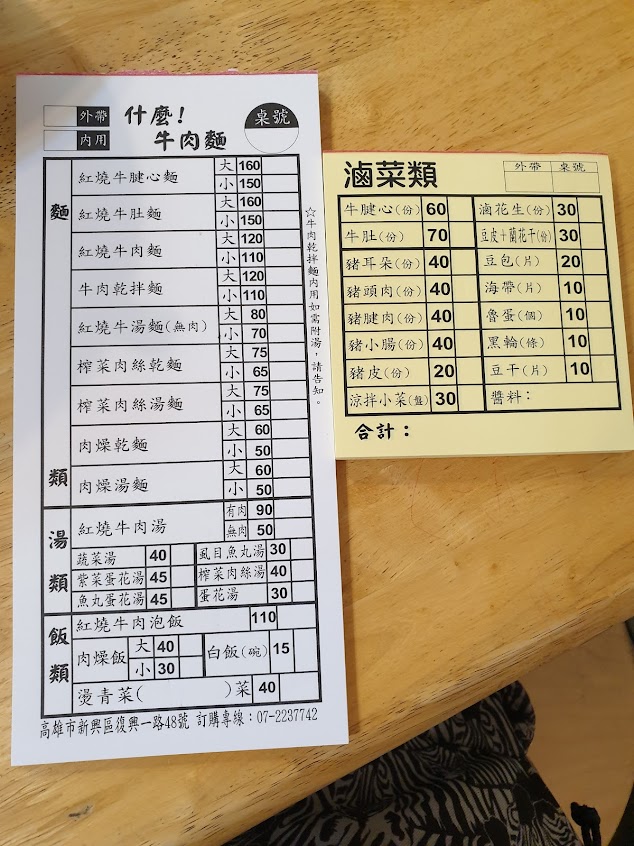 外帶
內用
什麼!
牛肉麵
桌號
麵類
紅燒牛腱心麵 大 160
小 150
紅燒牛肚麵 大 160
小 150
紅燒牛肉麵 大 120
小 110
牛肉乾拌麵 大 120
小 110
紅燒牛湯麵(無肉) 大 80
小 70
榨菜肉絲乾麵 大 75
小 65
榨菜肉絲湯麵 大 75
小 65
肉燥乾麵 大 60
小 50
肉燥湯麵 大 60
小 50
☆牛肉乾拌麵內用如需附湯，請告知。
湯類
紅燒牛肉湯 有肉 90
無肉 50
蔬菜湯 40 虱目魚丸湯 30
紫菜蛋花湯 45 榨菜肉絲湯 40
魚丸蛋花湯 45 蛋花湯 30
飯類
紅燒牛肉泡飯 110
肉燥飯 大 40 白飯(碗) 15
小 30
燙青菜( )菜 40
高雄市新興區復興一路48號 訂購專線：07-2237742
滷菜類
外帶 桌號
牛腱心(份) 60 滷花生(份) 30
牛肚(份) 70 豆皮+蘭花干(份) 30
豬耳朵(份) 40 豆包(片) 20
豬頭肉(份) 40 海帶(片) 10
豬腱肉(份) 40 魯蛋(個) 10
豬小腸(份) 40 黑輪(條) 10
豬皮(份) 20 豆干(片) 10
涼拌小菜(盤) 30 醬料：
合計：